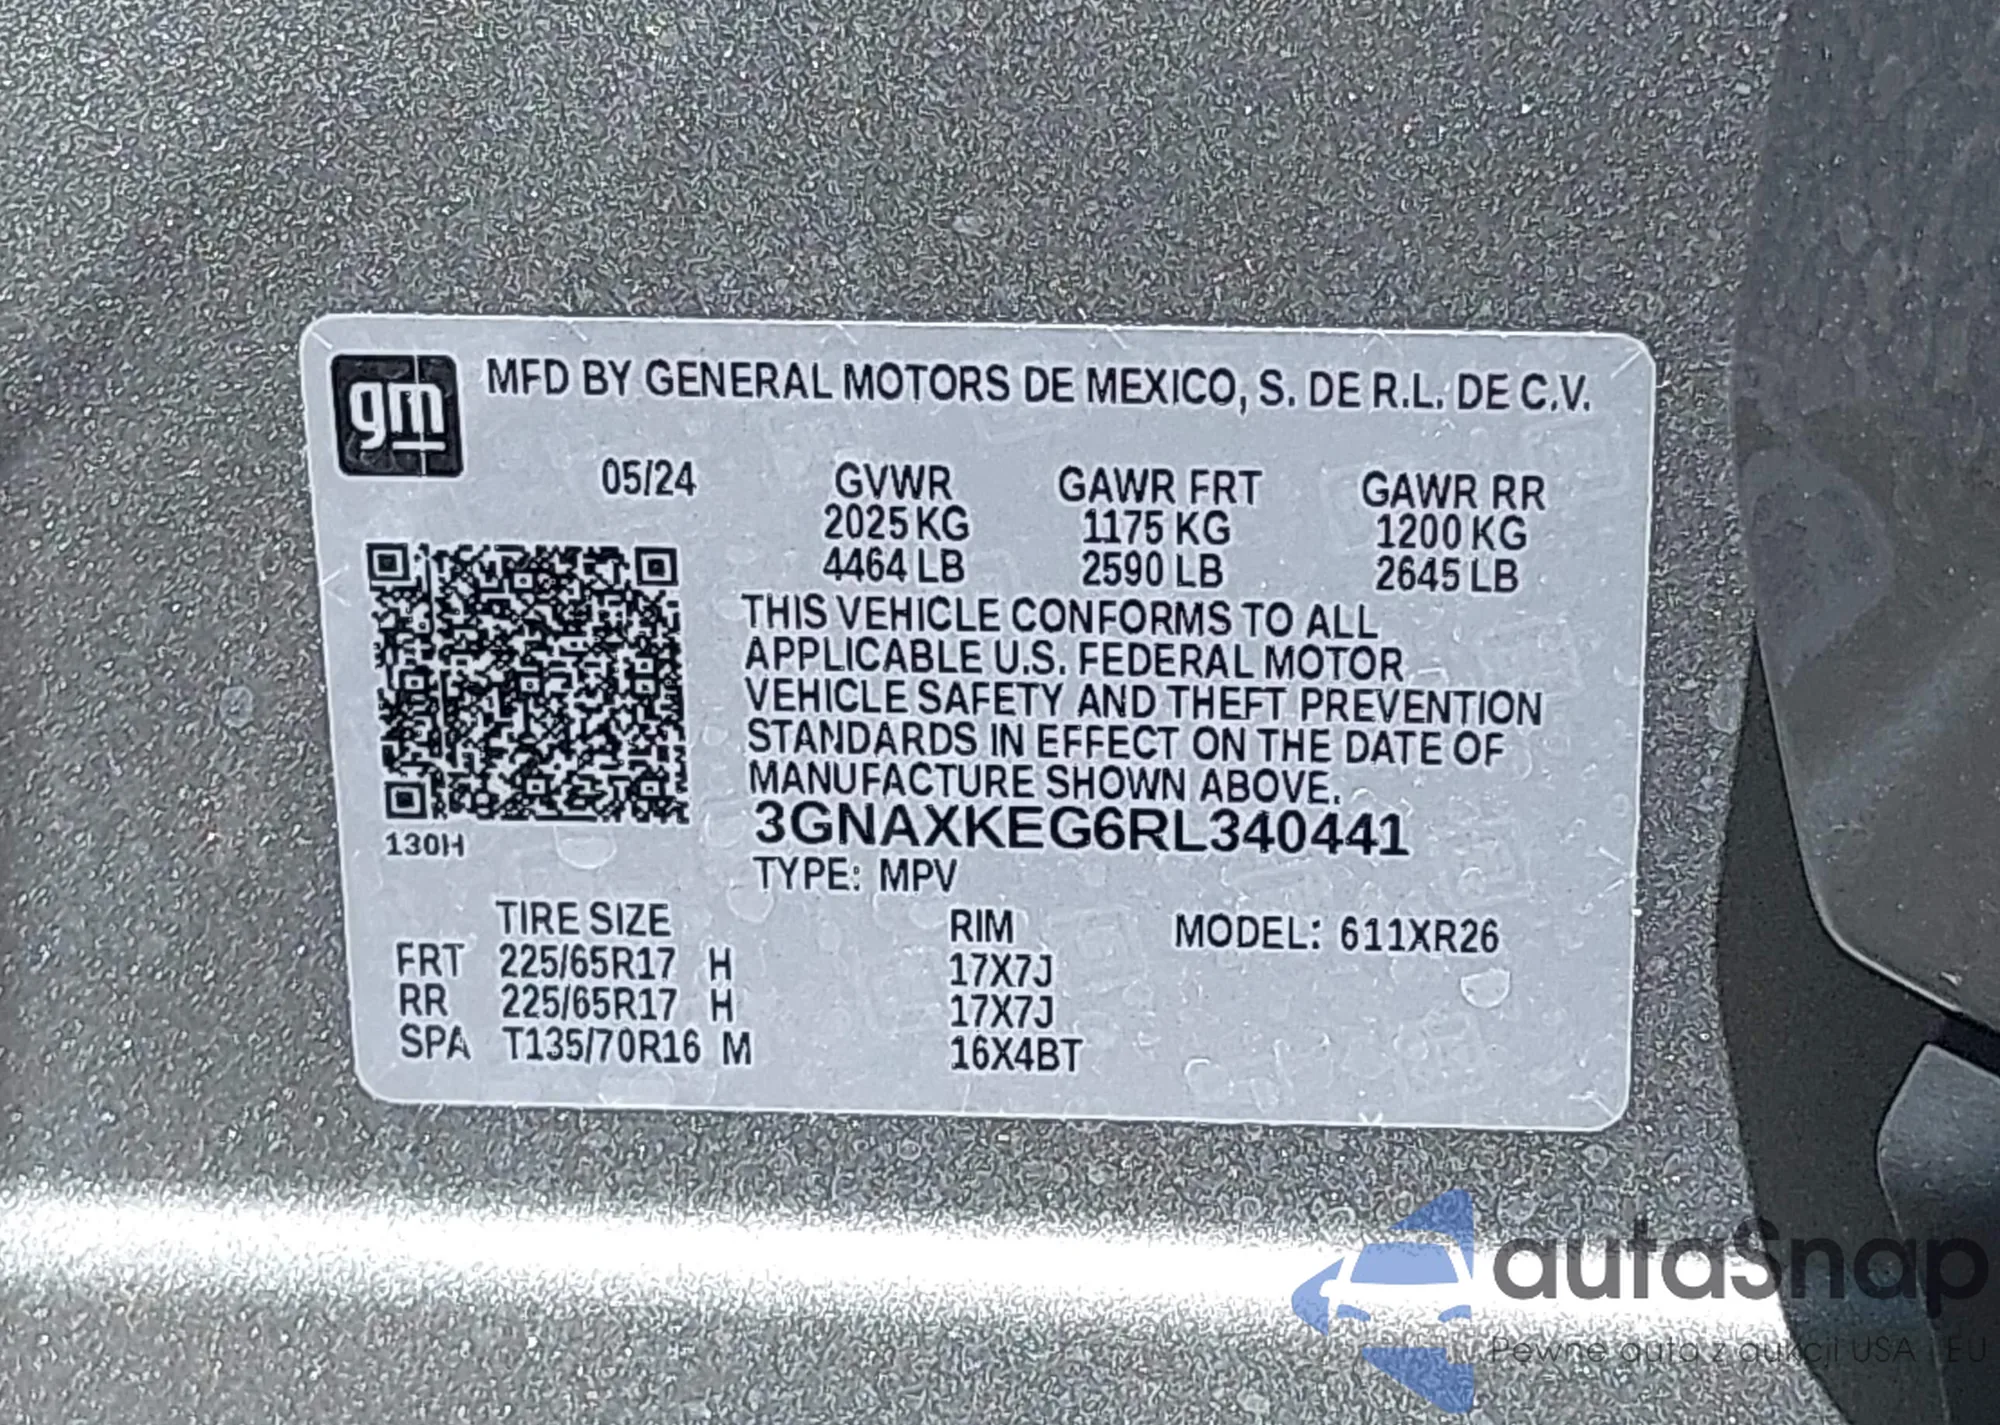 gm
MFD BY GENERAL MOTORS DE MEXICO, S. DE R.L. DE C.V.
05/24 GVWR GAWR FRT GAWR RR
2025 KG 1175 KG 1200 KG
4464 LB 2590 LB 2645 LB
THIS VEHICLE CONFORMS TO ALL
APPLICABLE U.S. FEDERAL MOTOR
VEHICLE SAFETY AND THEFT PREVENTION
STANDARDS IN EFFECT ON THE DATE OF
MANUFACTURE SHOWN ABOVE.
3GNAXKEG6RL340441
130H
TYPE: MPV
TIRE SIZE RIM MODEL: 611XR26
FRT 225/65R17 H 17X7J
RR 225/65R17 H 17X7J
SPA T135/70R16 M 16X4BT
autaSnap
Pewne auta z aukcji USA i EU